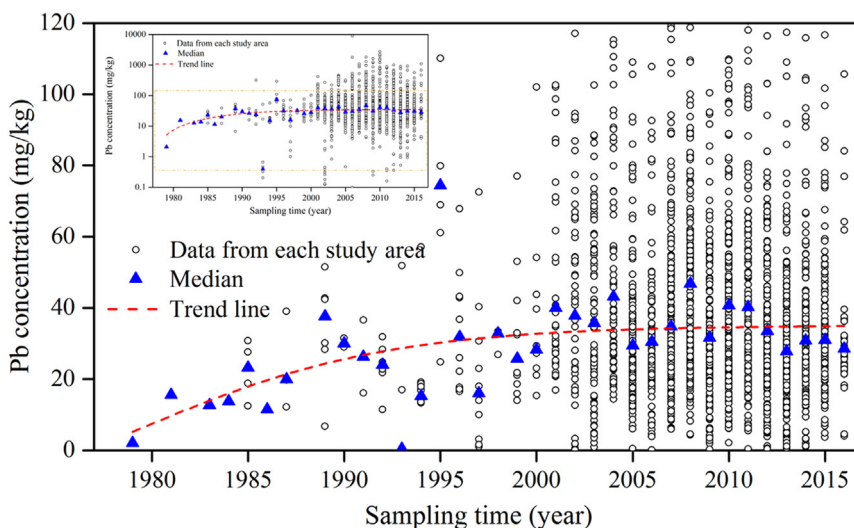 120
100
80
60
40
20
0
Pb concentration (mg/kg)
10000
1000
100
10
1
0.1
Pb concentration (mg/kg)
Data from each study area
Median
Trend line
1980 1985 1990 1995 2000 2005 2010 2015
Sampling time (year)
Data from each study area
Median
Trend line
1980 1985 1990 1995 2000 2005 2010 2015
Sampling time (year)